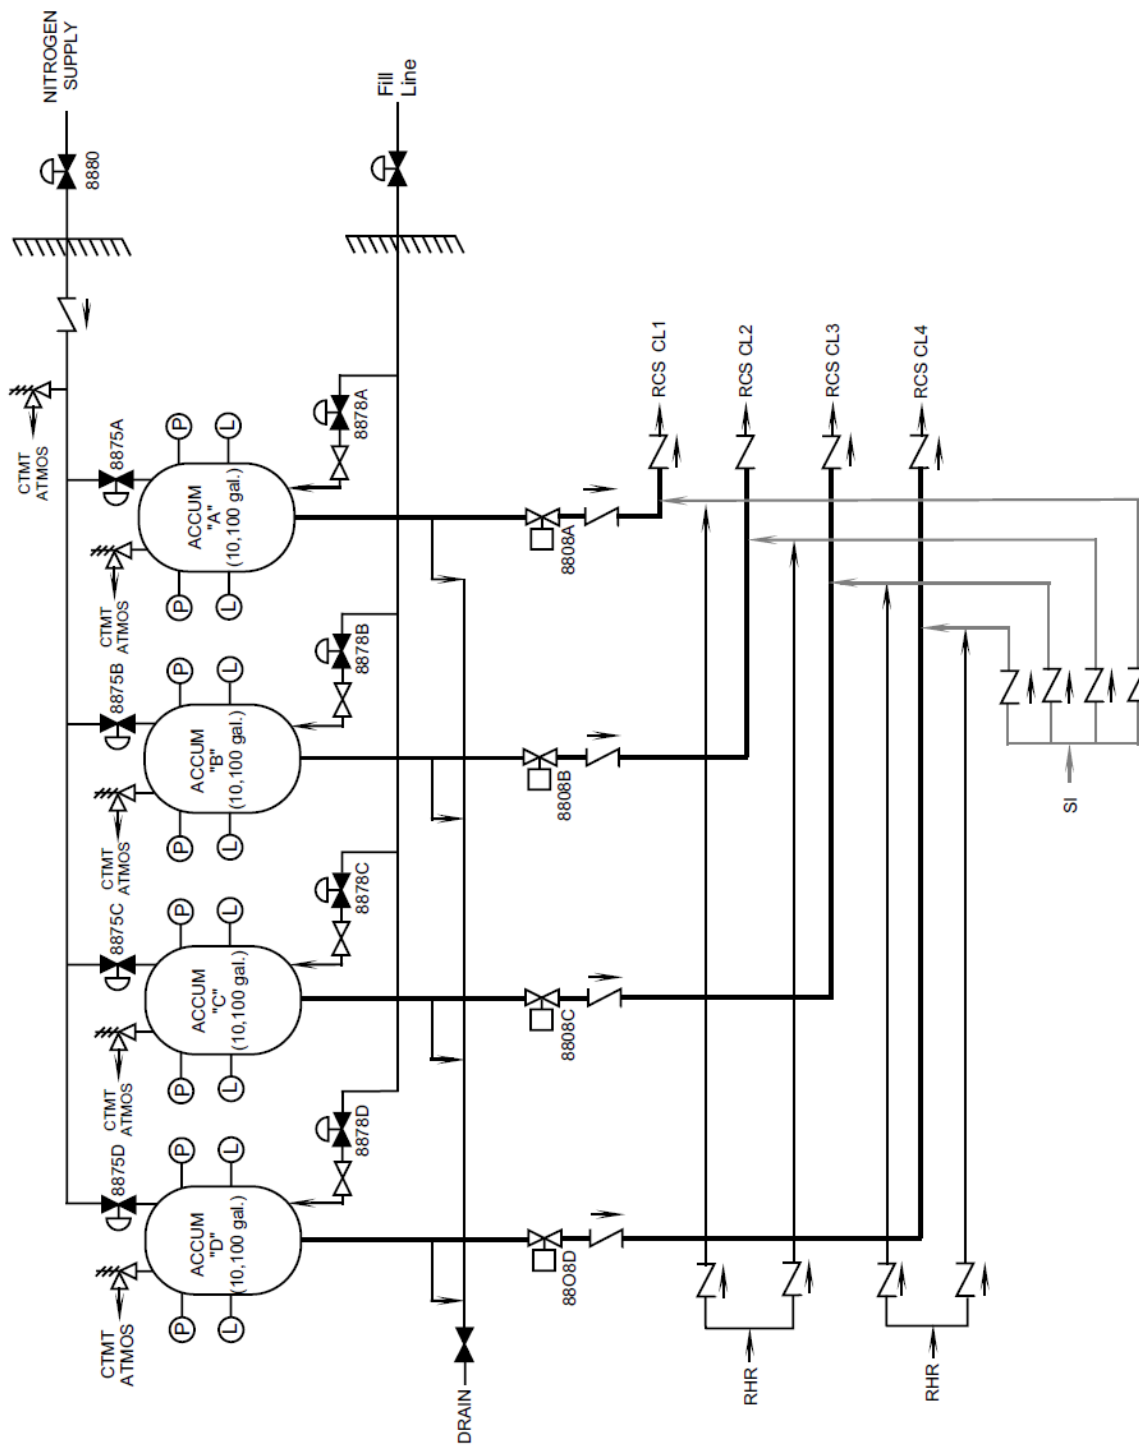 NITROGEN
SUPPLY
8880
Fill
Line
CTMT
ATMOS
8875A
CTMT
ATMOS
8875B
CTMT
ATMOS
8875C
CTMT
ATMOS
8875D
CTMT
ATMOS
P
L
ACCUM
"A"
(10,100 gal.)
P
L
P
L
ACCUM
"B"
(10,100 gal.)
P
L
P
L
ACCUM
"C"
(10,100 gal.)
P
L
P
L
ACCUM
"D"
(10,100 gal.)
P
L
8878A
8878B
8878C
8878D
DRAIN
8808A
8808B
8808C
88O8D
RCS CL1
RCS CL2
RCS CL3
RCS CL4
RHR
RHR
SI